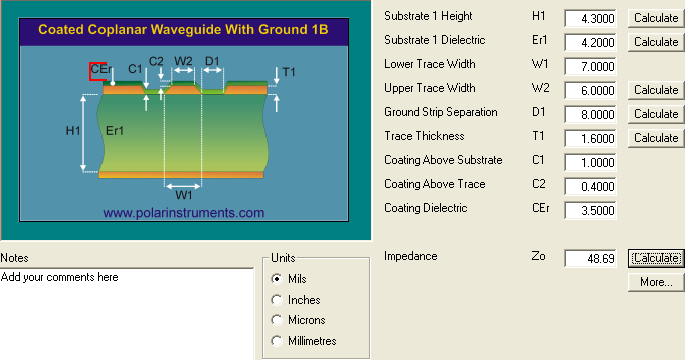 Coated Coplanar Waveguide With Ground 1B
CEr C1 C2 W2 D1 T1
H1 Er1
W1
www.polarinstruments.com
Substrate 1 Height H1 4.3000 Calculate
Substrate 1 Dielectric Er1 4.2000 Calculate
Lower Trace Width W1 7.0000
Upper Trace Width W2 6.0000 Calculate
Ground Strip Separation D1 8.0000 Calculate
Trace Thickness T1 1.6000 Calculate
Coating Above Substrate C1 1.0000
Coating Above Trace C2 0.4000
Coating Dielectric CEr 3.5000
Impedance Zo 48.69 Calculate
More...
Notes
Add your comments here
Units
Mils
Inches
Microns
Millimetres